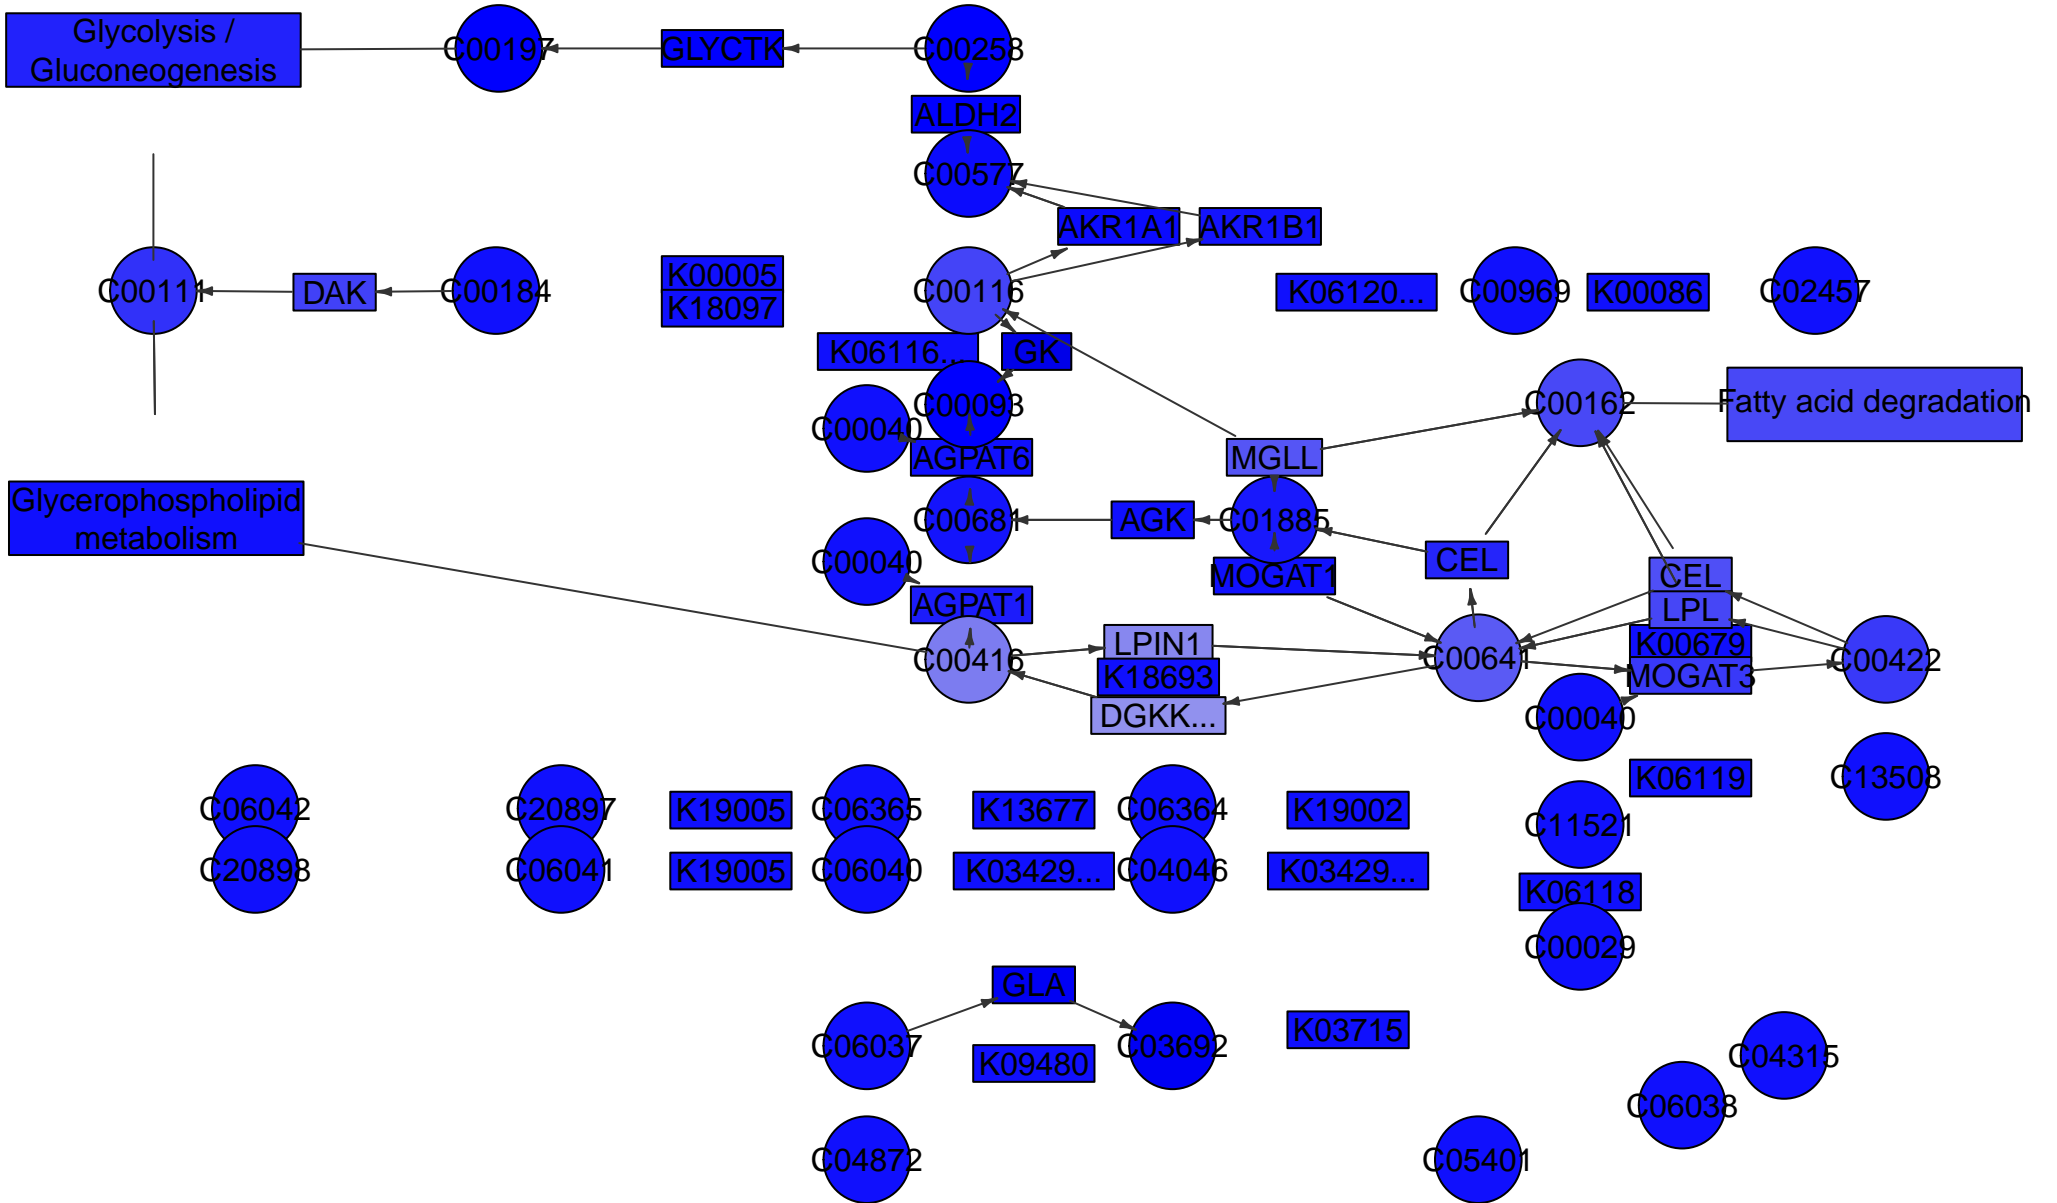 Glycolysis /
Gluconeogenesis
C00197
GLYCTK
C00258
ALDH2
C00577
AKR1A1
AKR1B1
C00111
DAK
C00184
K00005
K18097
C00116
K06120...
C00969
K00086
C02457
K06116...
GK
C00093
C00040
AGPAT6
C00162
Fatty acid degradation
MGLL
Glycerophospholipid
metabolism
C00681
AGK
C01885
C00040
MOGAT1
CEL
CEL
LPL
AGPAT1
C00416
LPIN1
K18693
DGKK...
C00641
K00679
MOGAT3
C00422
C00040
K06119
C13508
C06042
C20897
K19005
C06365
K13677
C06364
K19002
C11521
C20898
C06041
K19005
C06040
K03429...
C04046
K03429...
K06118
C00029
GLA
C06037
C03692
K03715
K09480
C04315
C06038
C04872
C05401